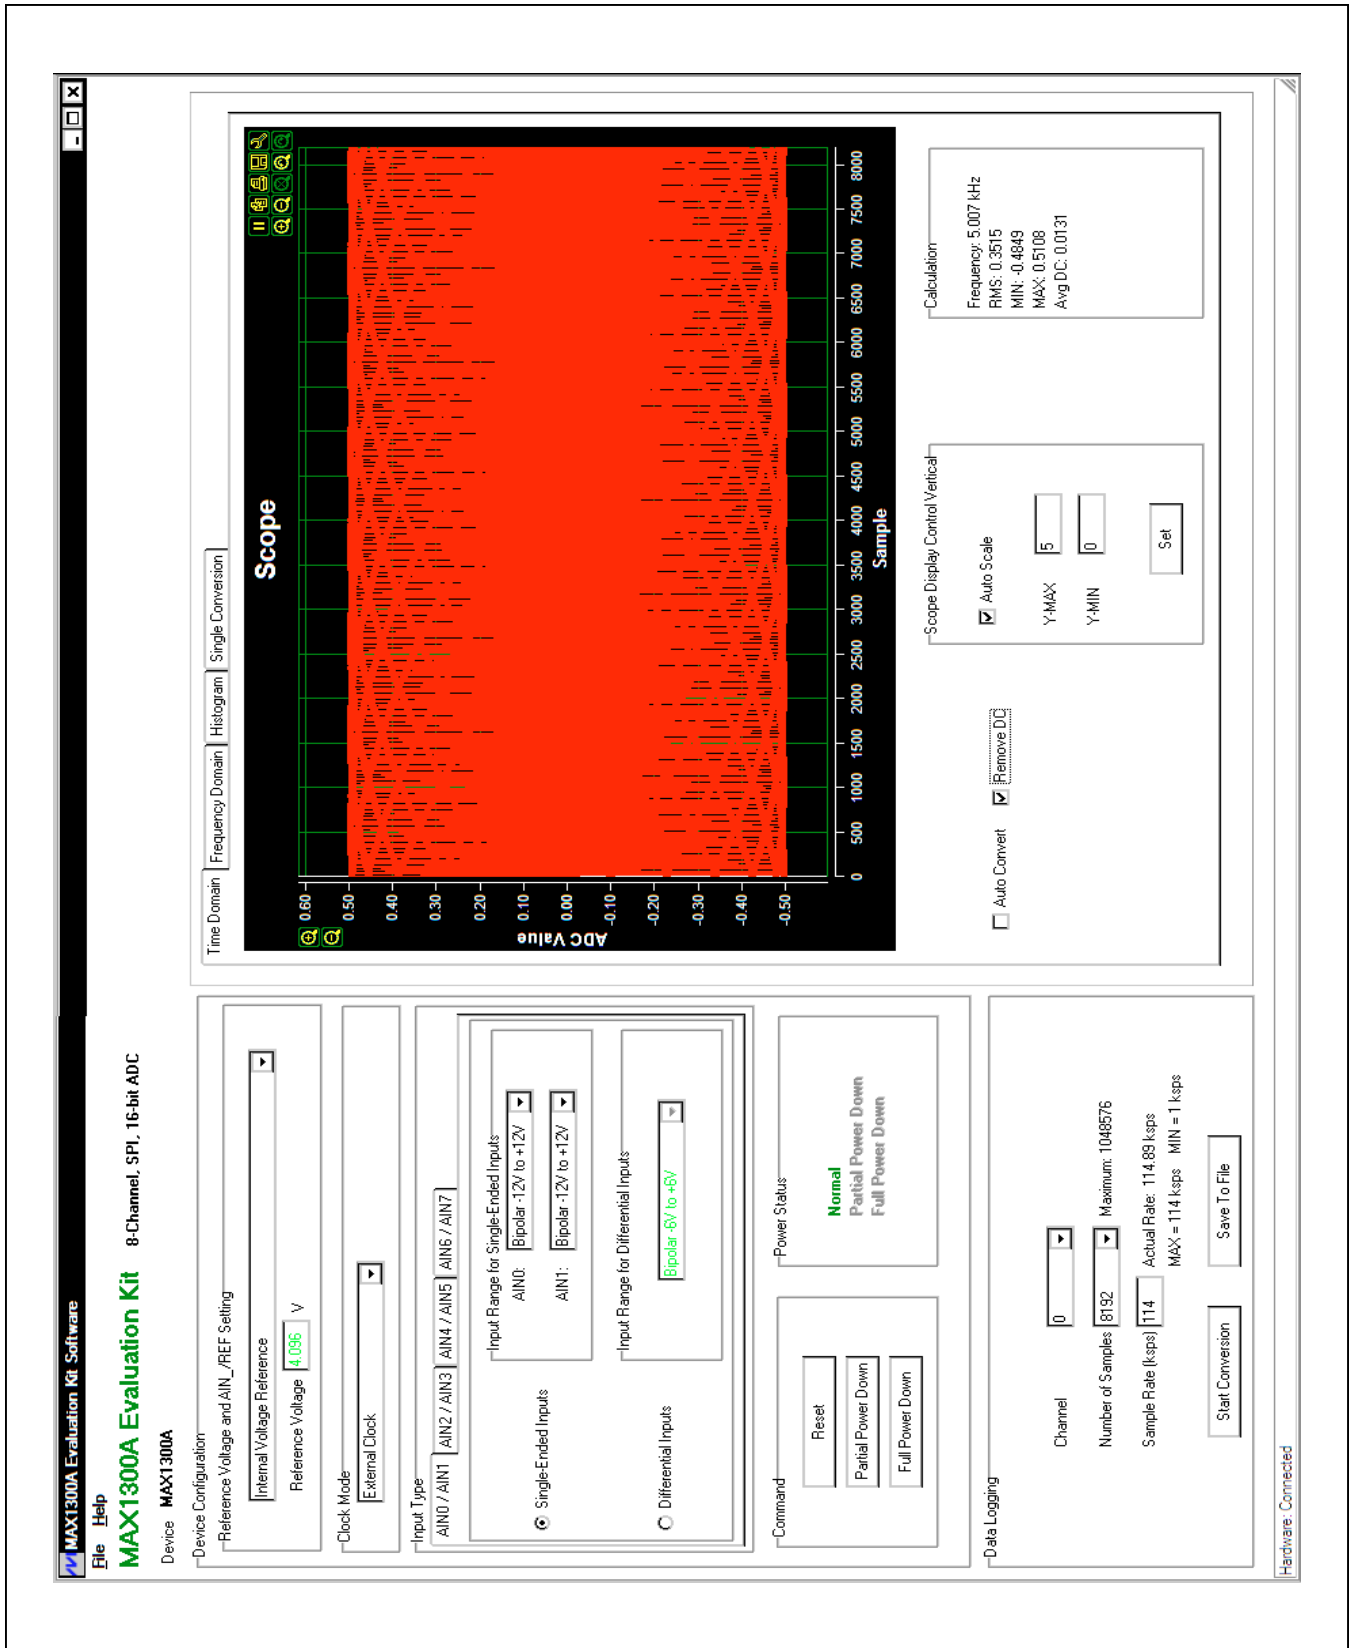 MAX1300A Evaluation Kit Software
File Help
MAX1300A Evaluation Kit 8-Channel, SPI, 16-bit ADC
Device MAX1300A
Device Configuration
Reference Voltage and AIN_/REF Setting
Internal Voltage Reference
Reference Voltage 4.096 V
Clock Mode
External Clock
Input Type
AIN0 / AIN1 AIN2 / AIN3 AIN4 / AIN5 AIN6 / AIN7
Single-Ended Inputs
Input Range for Single-Ended Inputs
AIN0: Bipolar -12V to +12V
AIN1: Bipolar -12V to +12V
Differential Inputs
Input Range for Differential Inputs
Bipolar -6V to +6V
Command
Reset
Partial Power Down
Full Power Down
Power Status
Normal
Partial Power Down
Full Power Down
Data Logging
Channel 0
Number of Samples 8192 Maximum: 1048576
Sample Rate (ksps) 114 Actual Rate: 114.89 ksps
MAX = 114 ksps MIN = 1 ksps
Start Conversion Save To File
Time Domain Frequency Domain Histogram Single Conversion
Scope
ADC Value
0.60
0.50
0.40
0.30
0.20
0.10
0.00
-0.10
-0.20
-0.30
-0.40
-0.50
0 500 1000 1500 2000 2500 3000 3500 4000 4500 5000 5500 6000 6500 7000 7500 8000
Sample
Auto Convert Remove DC
Scope Display Control Vertical
Auto Scale
Y-MAX 5
Y-MIN 0
Set
Calculation
Frequency: 5.007 kHz
RMS: 0.3515
MIN: -0.4849
MAX: 0.5108
Avg DC: 0.0131
Hardware: Connected